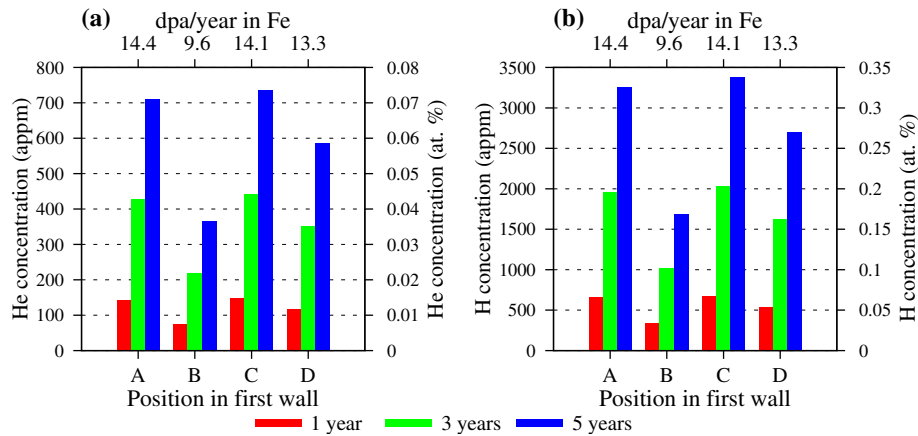 (a)
dpa/year in Fe
14.4 9.6 14.1 13.3
He concentration (appm)
800
700
600
500
400
300
200
100
0
0.08
0.07
0.06
0.05
0.04
0.03
0.02
0.01
0
He concentration (at. %)
A B C D
Position in first wall
(b)
dpa/year in Fe
14.4 9.6 14.1 13.3
H concentration (appm)
3500
3000
2500
2000
1500
1000
500
0
0.35
0.3
0.25
0.2
0.15
0.1
0.05
0
H concentration (at. %)
A B C D
Position in first wall
1 year 3 years 5 years